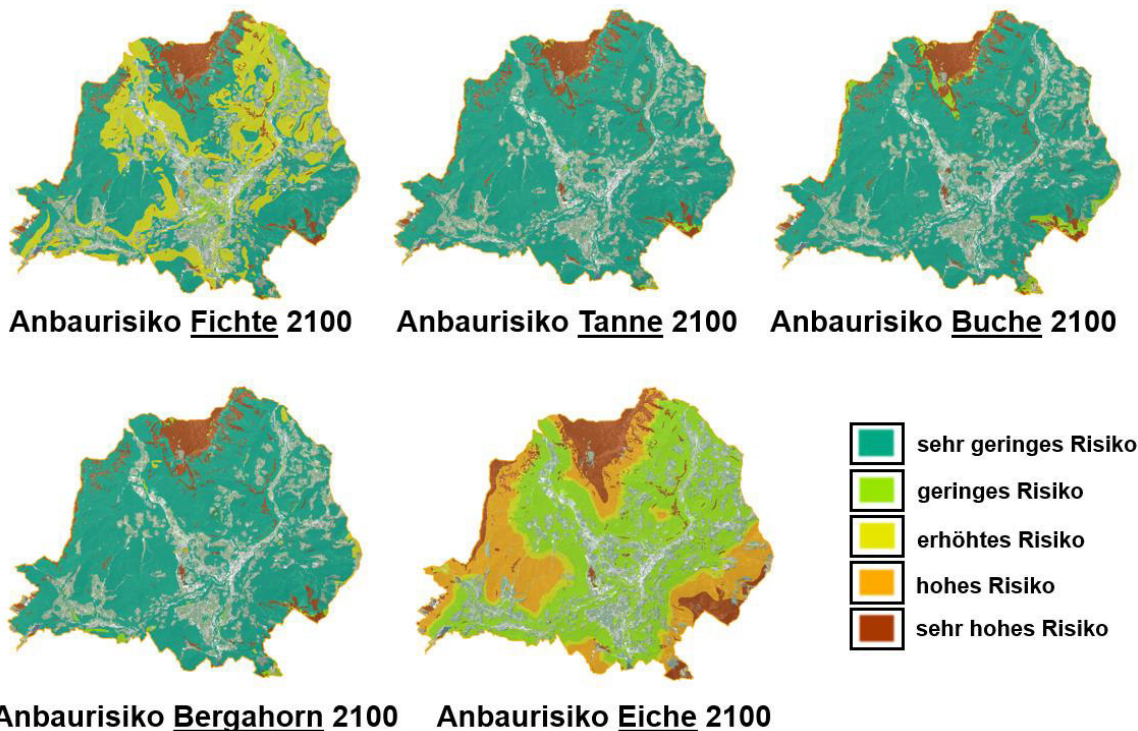 Anbaurisiko Fichte 2100
Anbaurisiko Tanne 2100
Anbaurisiko Buche 2100
sehr geringes Risiko
geringes Risiko
erhöhtes Risiko
hohes Risiko
sehr hohes Risiko
Anbaurisiko Bergahorn 2100
Anbaurisiko Eiche 2100